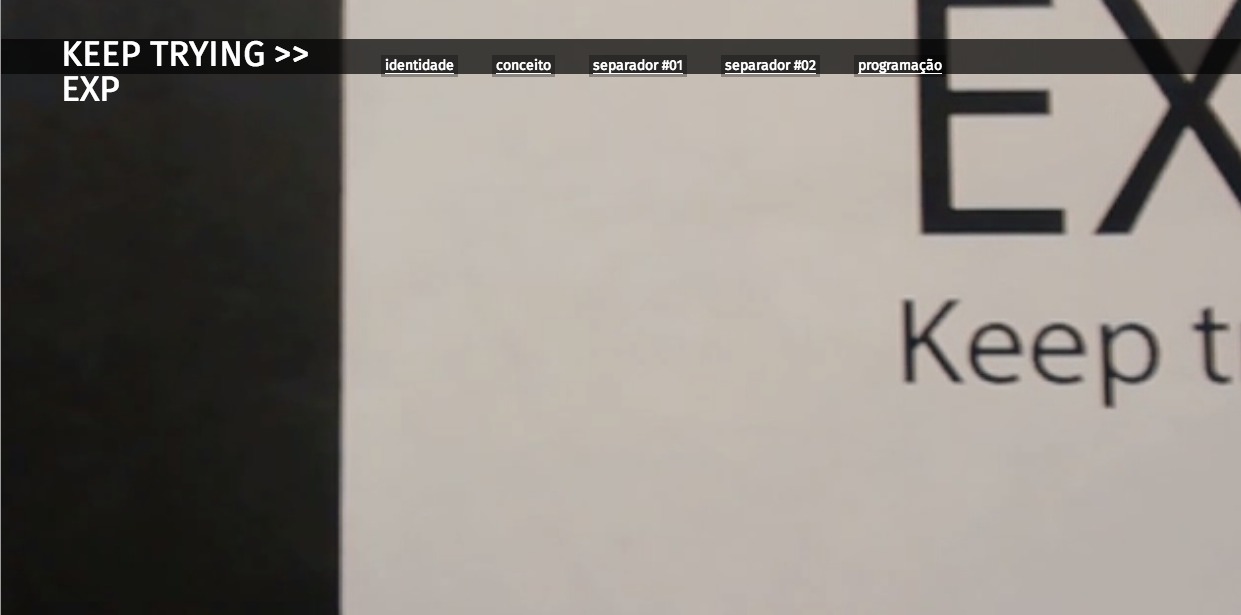 KEEP TRYING >>
EXP
identidade
conceito
separador #01
separador #02
programação
EX
Keep t